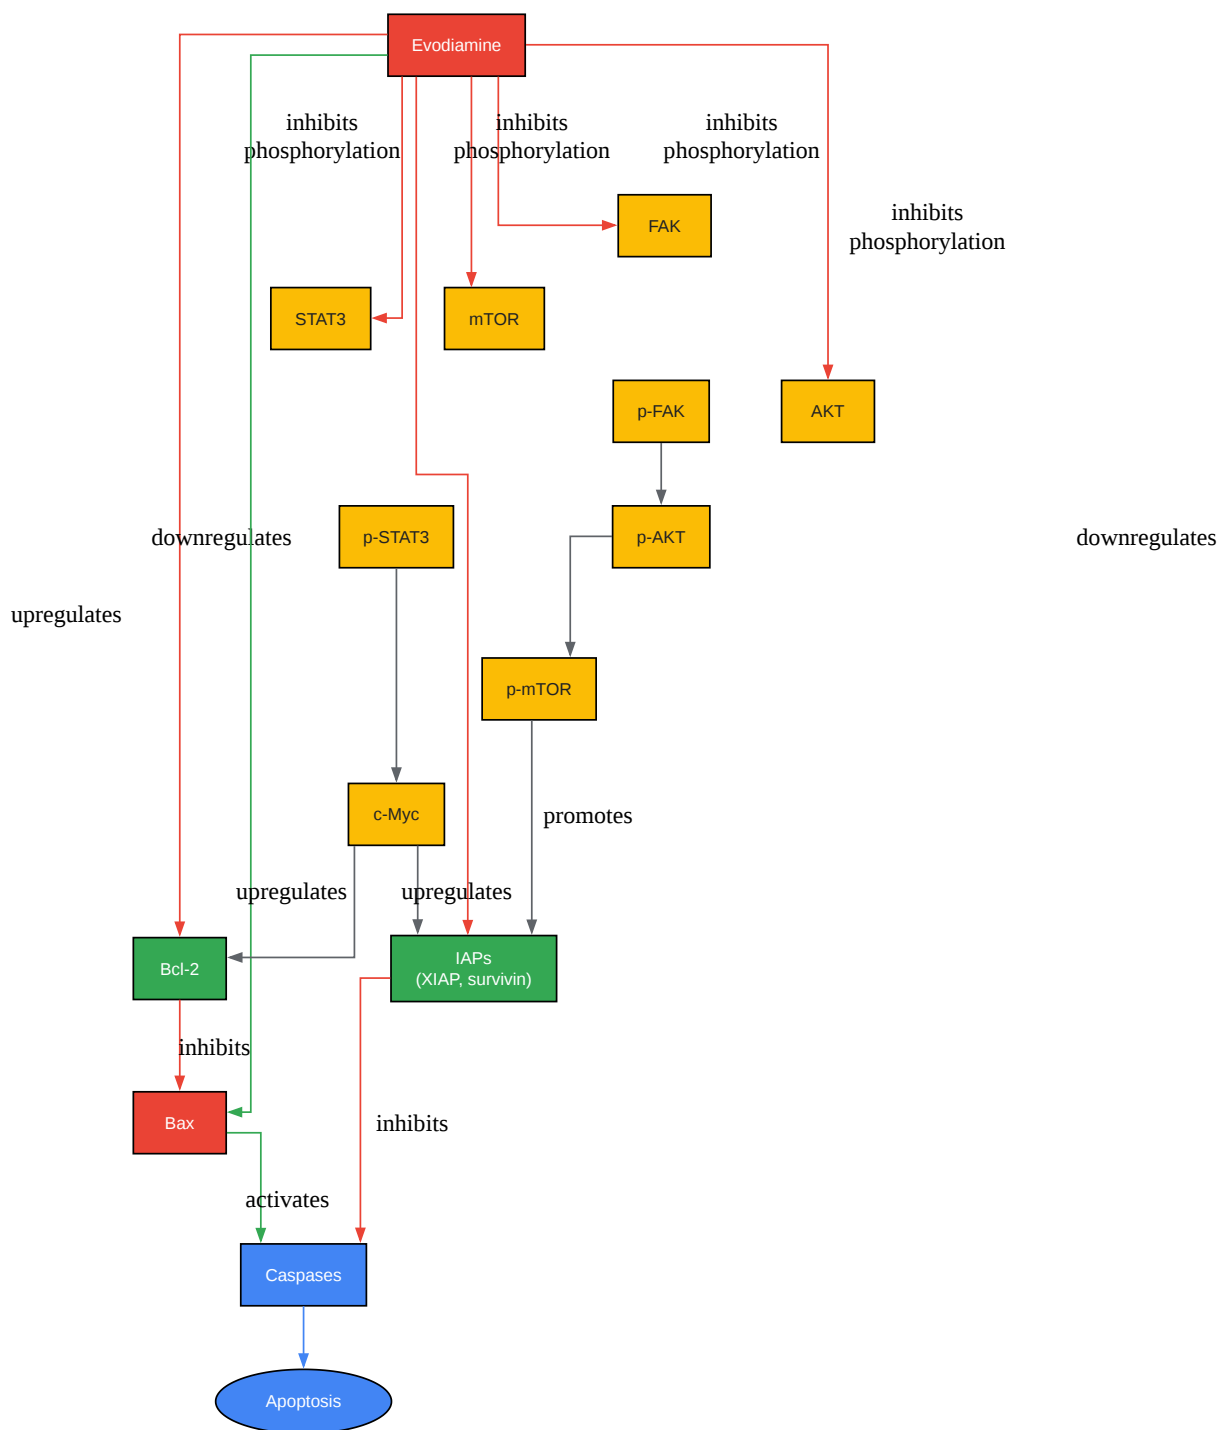 Evodiamine
inhibits
phosphorylation
inhibits
phosphorylation
inhibits
phosphorylation
inhibits
phosphorylation
FAK
STAT3
mTOR
p-FAK
AKT
downregulates
p-STAT3
p-AKT
downregulates
upregulates
p-mTOR
c-Myc
promotes
upregulates
upregulates
Bcl-2
IAPs
(XIAP, survivin)
inhibits
Bax
inhibits
activates
Caspases
Apoptosis